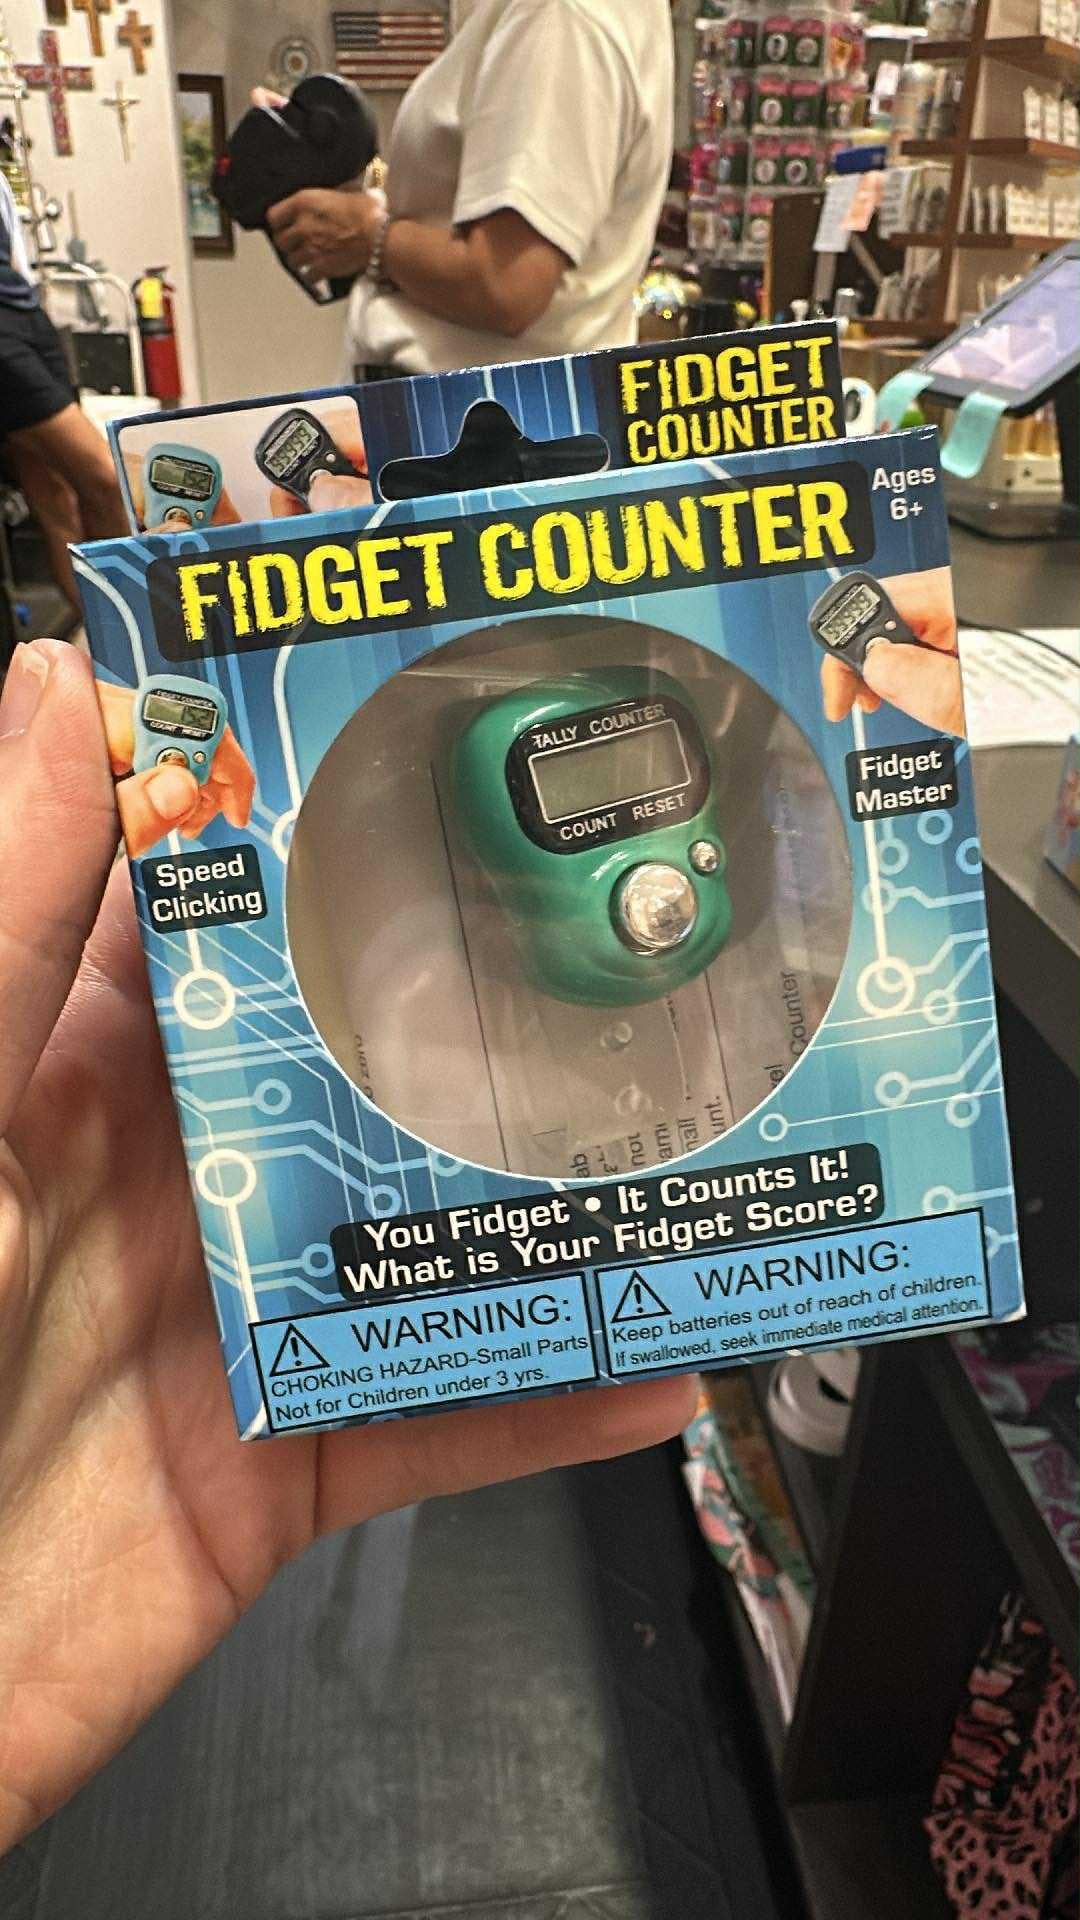 FIDGET
COUNTER
FIDGET COUNTER
Ages
6+
TALLY COUNTER
COUNT RESET
Speed
Clicking
Fidget
Master
Counter
You Fidget • It Counts It!
What is Your Fidget Score?
WARNING:
CHOKING HAZARD-Small Parts
Not for Children under 3 yrs.
WARNING:
Keep batteries out of reach of children.
If swallowed, seek immediate medical attention.